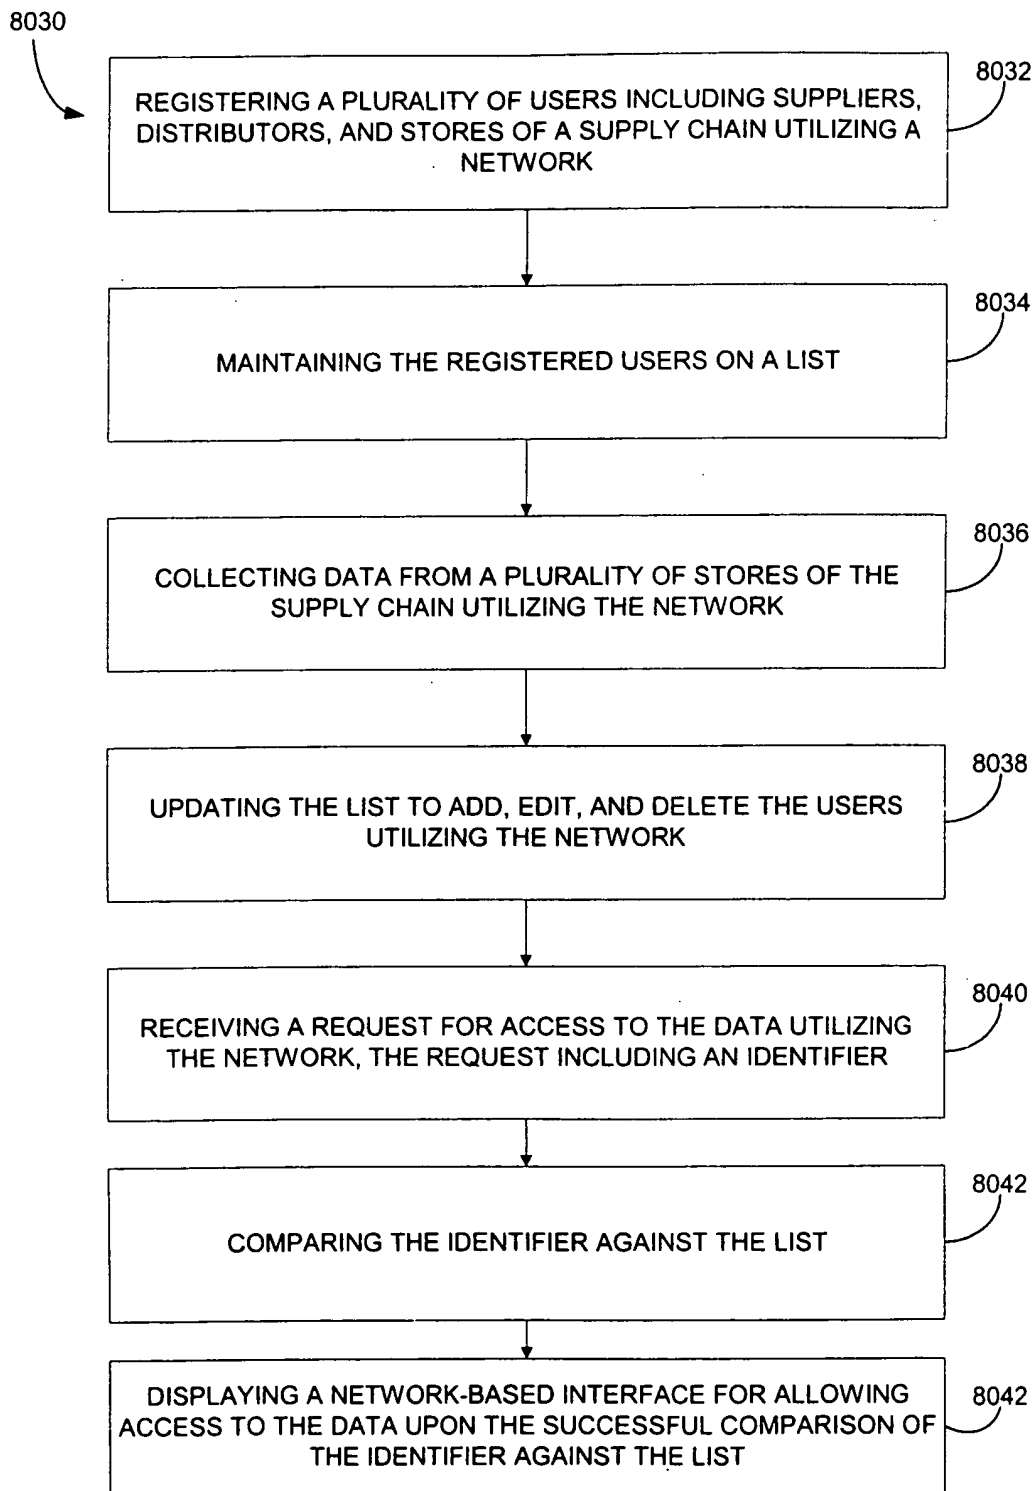 8030
8032
REGISTERING A PLURALITY OF USERS INCLUDING SUPPLIERS,
DISTRIBUTORS, AND STORES OF A SUPPLY CHAIN UTILIZING A
NETWORK
8034
MAINTAINING THE REGISTERED USERS ON A LIST
8036
COLLECTING DATA FROM A PLURALITY OF STORES OF THE
SUPPLY CHAIN UTILIZING THE NETWORK
8038
UPDATING THE LIST TO ADD, EDIT, AND DELETE THE USERS
UTILIZING THE NETWORK
8040
RECEIVING A REQUEST FOR ACCESS TO THE DATA UTILIZING
THE NETWORK, THE REQUEST INCLUDING AN IDENTIFIER
8042
COMPARING THE IDENTIFIER AGAINST THE LIST
8042
DISPLAYING A NETWORK-BASED INTERFACE FOR ALLOWING
ACCESS TO THE DATA UPON THE SUCCESSFUL COMPARISON OF
THE IDENTIFIER AGAINST THE LIST